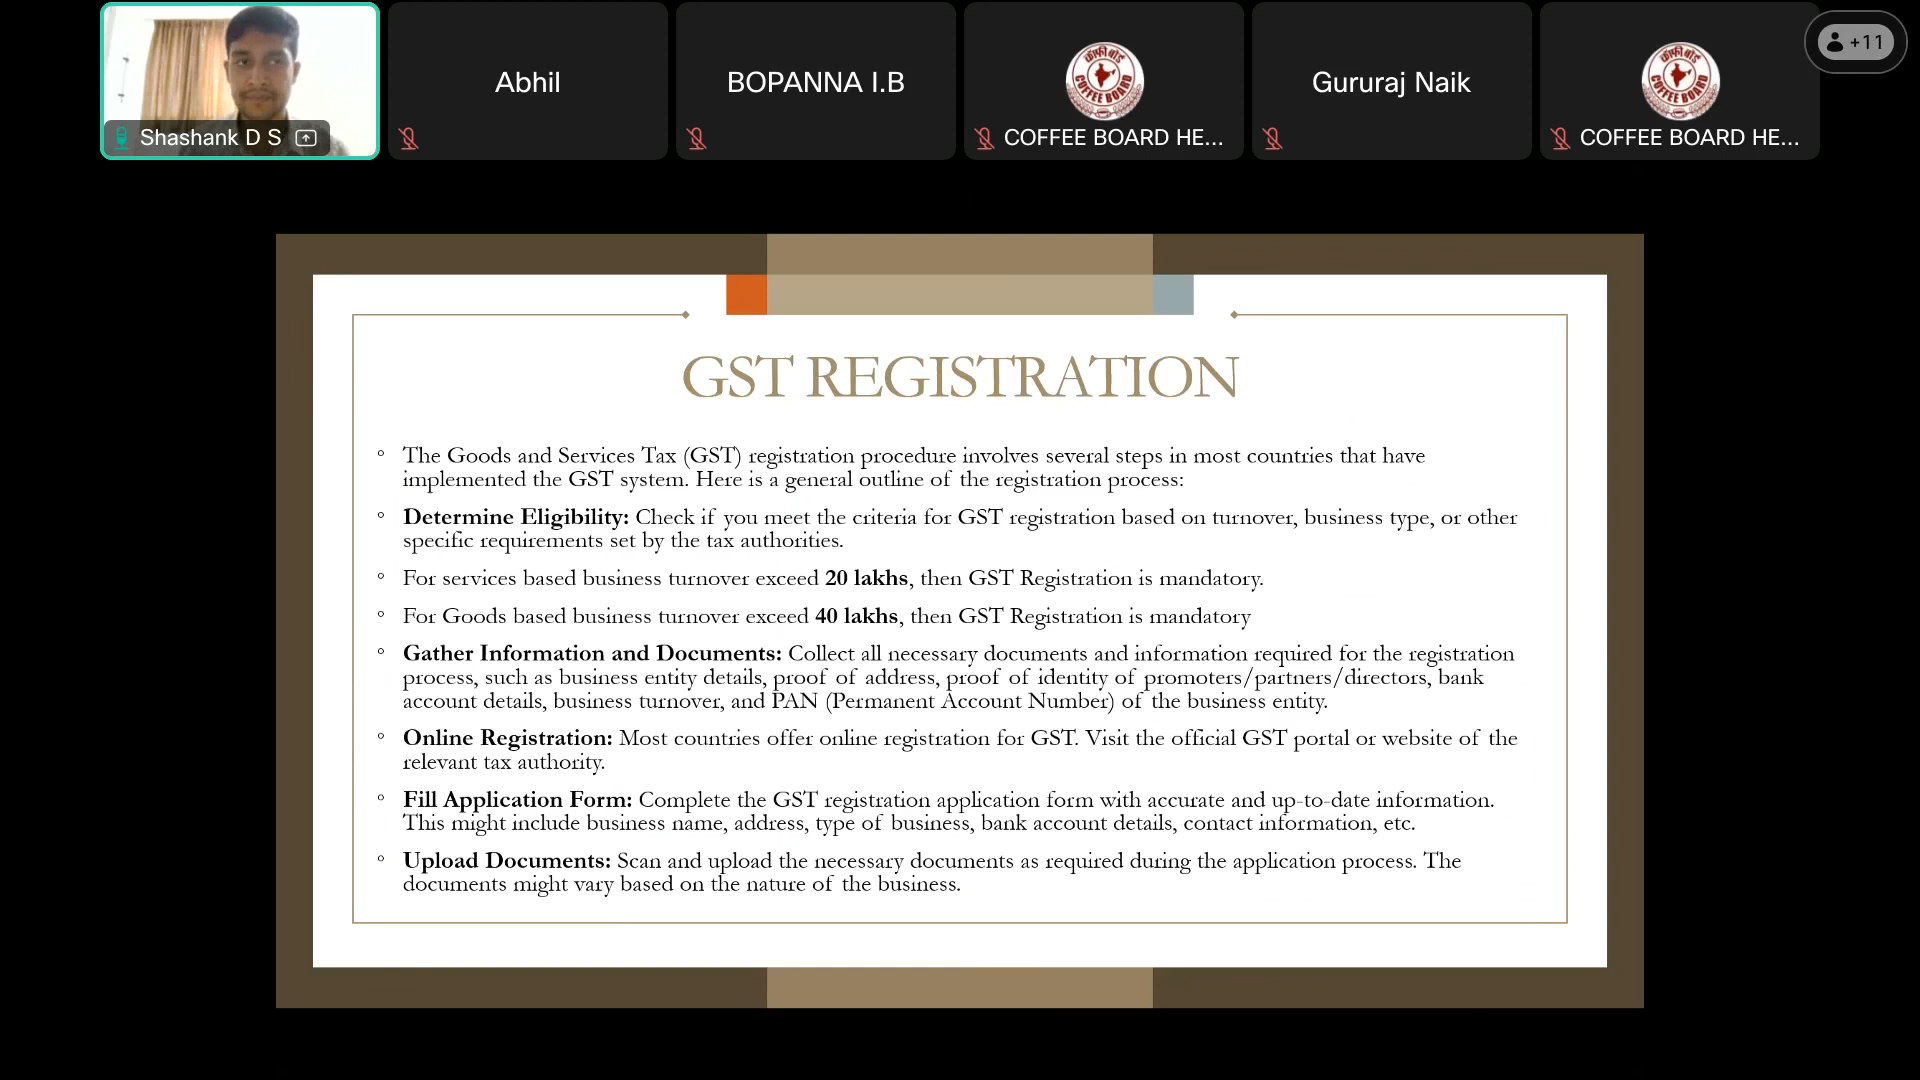 Shashank D S
Abhil
BOPANNA I.B
कॉफी बोर्ड
COFFEE BOARD
COFFEE BOARD HE...
Gururaj Naik
कॉफी बोर्ड
COFFEE BOARD
COFFEE BOARD HE...
+11
GST REGISTRATION
The Goods and Services Tax (GST) registration procedure involves several steps in most countries that have
implemented the GST system. Here is a general outline of the registration process:
Determine Eligibility: Check if you meet the criteria for GST registration based on turnover, business type, or other
specific requirements set by the tax authorities.
For services based business turnover exceed 20 lakhs, then GST Registration is mandatory.
For Goods based business turnover exceed 40 lakhs, then GST Registration is mandatory
Gather Information and Documents: Collect all necessary documents and information required for the registration
process, such as business entity details, proof of address, proof of identity of promoters/partners/directors, bank
account details, business turnover, and PAN (Permanent Account Number) of the business entity.
Online Registration: Most countries offer online registration for GST. Visit the official GST portal or website of the
relevant tax authority.
Fill Application Form: Complete the GST registration application form with accurate and up-to-date information.
This might include business name, address, type of business, bank account details, contact information, etc.
Upload Documents: Scan and upload the necessary documents as required during the application process. The
documents might vary based on the nature of the business.